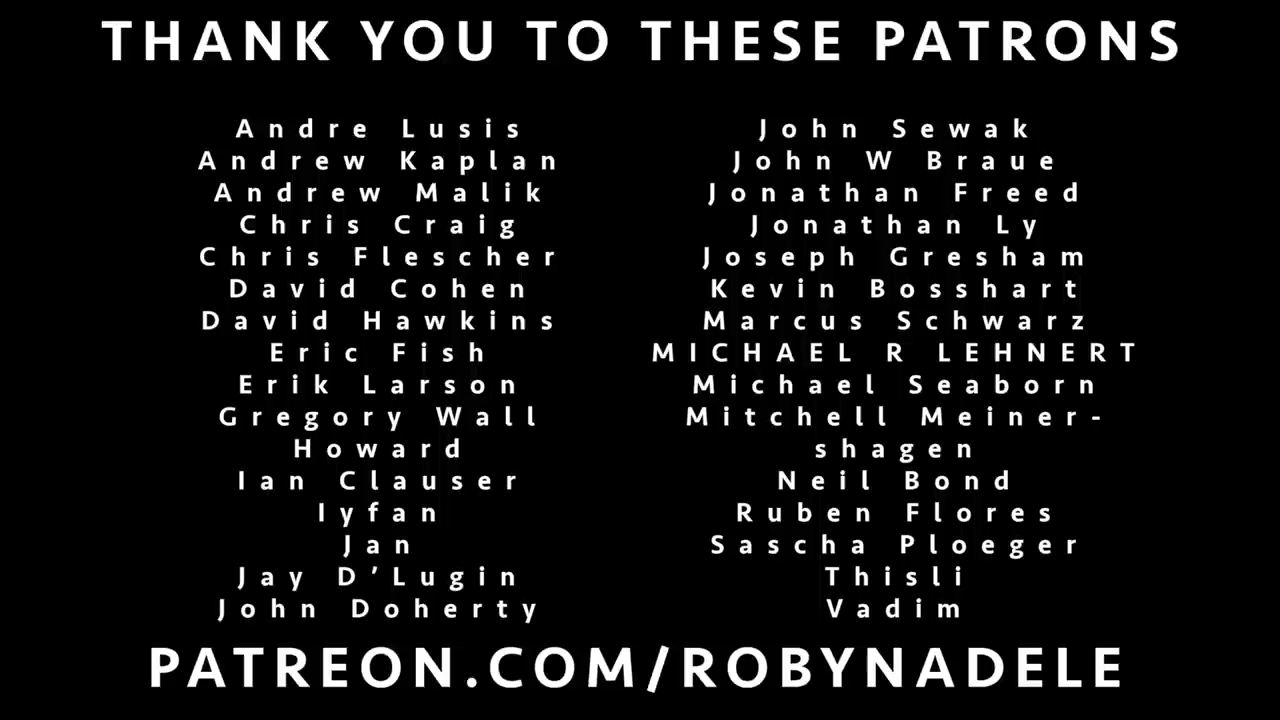 THANK YOU TO THESE PATRONS
Andre Lusis
Andrew Kaplan
Andrew Malik
Chris Craig
Chris Flescher
David Cohen
David Hawkins
Eric Fish
Erik Larson
Gregory Wall
Howard
Ian Clauser
Iyfan
Jan
Jay D’Lugin
John Doherty
John Sewak
John W Braue
Jonathan Freed
Jonathan Ly
Joseph Gresham
Kevin Bosshart
Marcus Schwarz
MICHAEL R LEHNERT
Michael Seaborn
Mitchell Meiner-
shagen
Neil Bond
Ruben Flores
Sascha Ploeger
Thisli
Vadim
PATREON.COM/ROBYNADELE